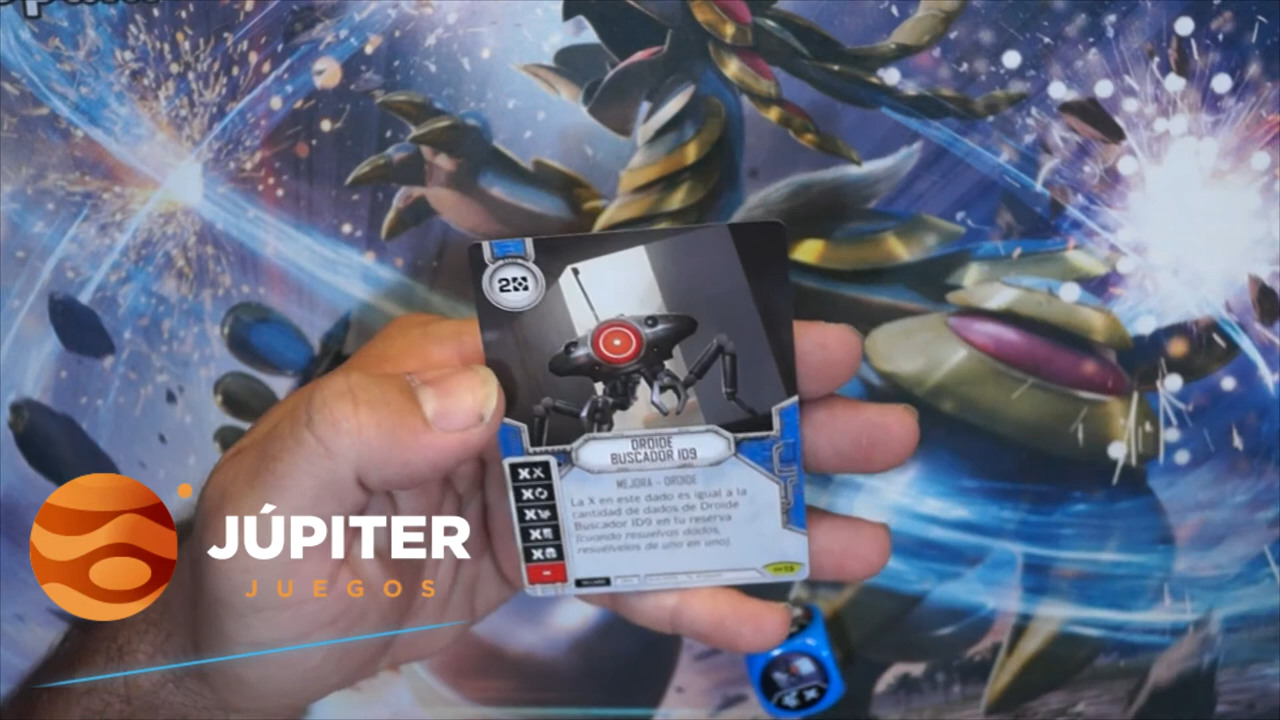 2
DROIDE
BUSCADOR ID9
MEJORA - DROIDE
La X en este dado es igual a la
cantidad de dados de Droide
Buscador ID9 en tu reserva
(cuando resuelvas dados,
resuélvelos de uno en uno).
X
X
X
X
X
-
JÚPITER
JUEGOS